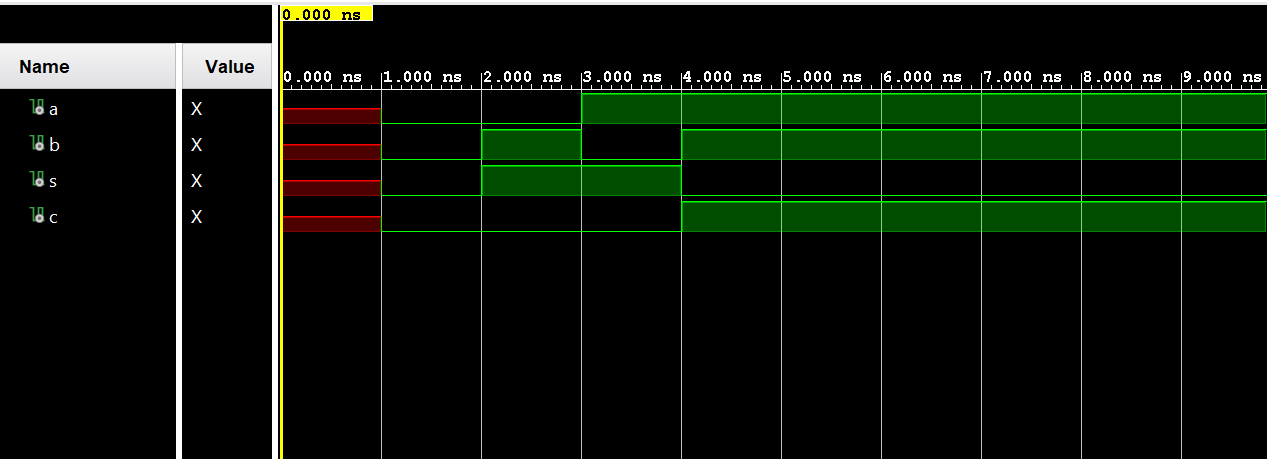 0.000 ns
Name Value
0.000 ns 1.000 ns 2.000 ns 3.000 ns 4.000 ns 5.000 ns 6.000 ns 7.000 ns 8.000 ns 9.000 ns
a X
b X
s X
c X